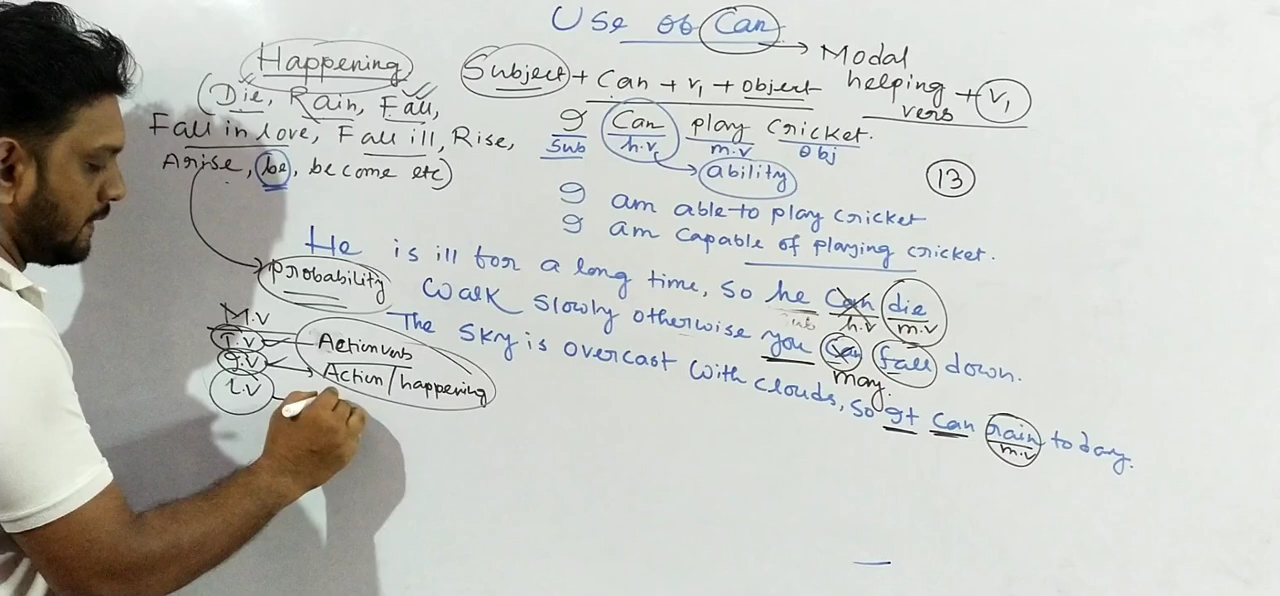 Use of Can
Modal
helping + V₁
vers
Subject + Can + V₁ + object
Happening
(Die, Rain, Fall,
Fall in love, Fall ill, Rise,
Arise, be, become etc)
I Can play cricket.
Sub h.v. m.v obj
ability
13
I am able to play cricket
I am capable of playing cricket.
He is ill for a long time, so he can die
sub h.v m.v
Walk slowly otherwise you can fall down.
may
The sky is overcast with clouds, so It can rain today.
m.v
probability
M.V
T.V Action verb
I.V Action/happening
L.V